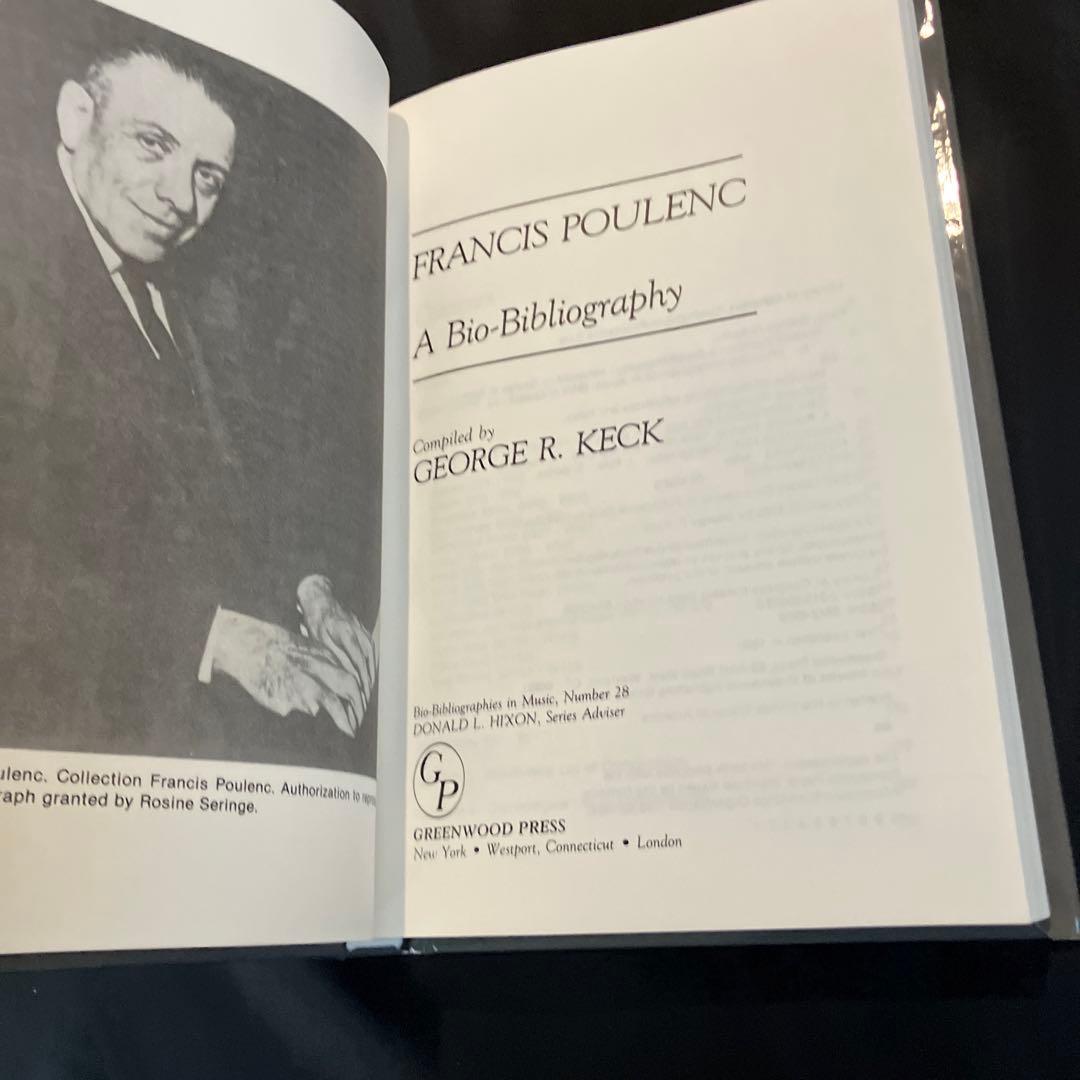 ulenc. Collection Francis Poulenc. Authorization to
raph granted by Rosine Seringe.
FRANCIS POULENC
A Bio-Bibliography
Compiled by
GEORGE R. KECK
Bio-Bibliographies in Music, Number 28
DONALD L. HIXON, Series Adviser
GP
GREENWOOD PRESS
New York • Westport, Connecticut • London